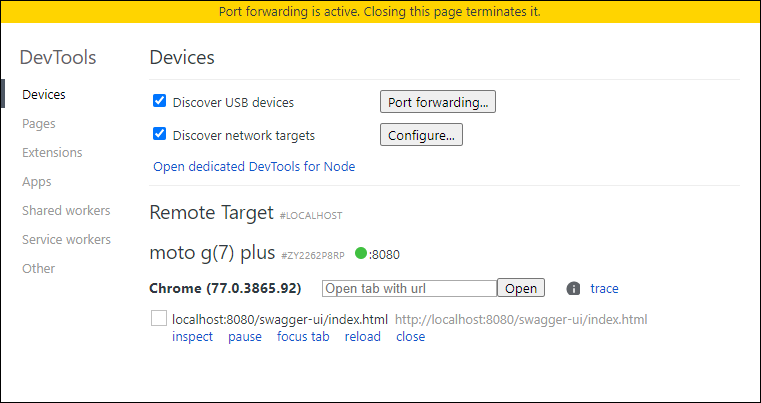 Port forwarding is active. Closing this page terminates it.
DevTools
Devices
Pages
Extensions
Apps
Shared workers
Service workers
Other
Devices
Discover USB devices Port forwarding...
Discover network targets Configure...
Open dedicated DevTools for Node
Remote Target #LOCALHOST
moto g(7) plus #ZY2262P8RP :8080
Chrome (77.0.3865.92) Open tab with url Open trace
localhost:8080/swagger-ui/index.html http://localhost:8080/swagger-ui/index.html
inspect pause focus tab reload close